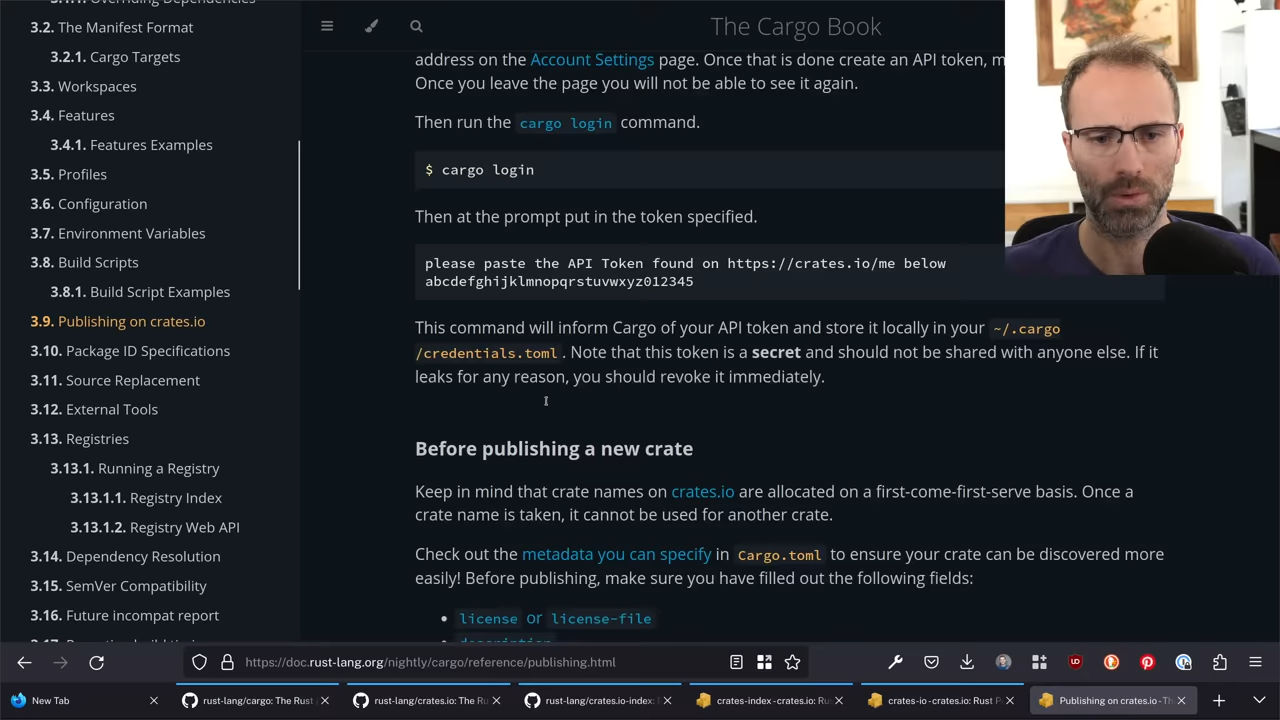 3.2. The Manifest Format
3.2.1. Cargo Targets
3.3. Workspaces
3.4. Features
3.4.1. Features Examples
3.5. Profiles
3.6. Configuration
3.7. Environment Variables
3.8. Build Scripts
3.8.1. Build Script Examples
3.9. Publishing on crates.io
3.10. Package ID Specifications
3.11. Source Replacement
3.12. External Tools
3.13. Registries
3.13.1. Running a Registry
3.13.1.1. Registry Index
3.13.1.2. Registry Web API
3.14. Dependency Resolution
3.15. SemVer Compatibility
3.16. Future incompat report
The Cargo Book
address on the Account Settings page. Once that is done create an API token, m
Once you leave the page you will not be able to see it again.
Then run the cargo login command.
$ cargo login
Then at the prompt put in the token specified.
please paste the API Token found on https://crates.io/me below
abcdefghijklmnopqrstuvwxyz012345
This command will inform Cargo of your API token and store it locally in your ~/.cargo
/credentials.toml. Note that this token is a secret and should not be shared with anyone else. If it
leaks for any reason, you should revoke it immediately.
Before publishing a new crate
Keep in mind that crate names on crates.io are allocated on a first-come-first-serve basis. Once a
crate name is taken, it cannot be used for another crate.
Check out the metadata you can specify in Cargo.toml to ensure your crate can be discovered more
easily! Before publishing, make sure you have filled out the following fields:
• license or license-file
https://doc.rust-lang.org/nightly/cargo/reference/publishing.html
New Tab
rust-lang/cargo: The Rust
rust-lang/crates.io: The Ru
rust-lang/crates.io-index:
crates-index-crates.io: Ru
crates-io-crates.io: Rust P
Publishing on crates.io - Th